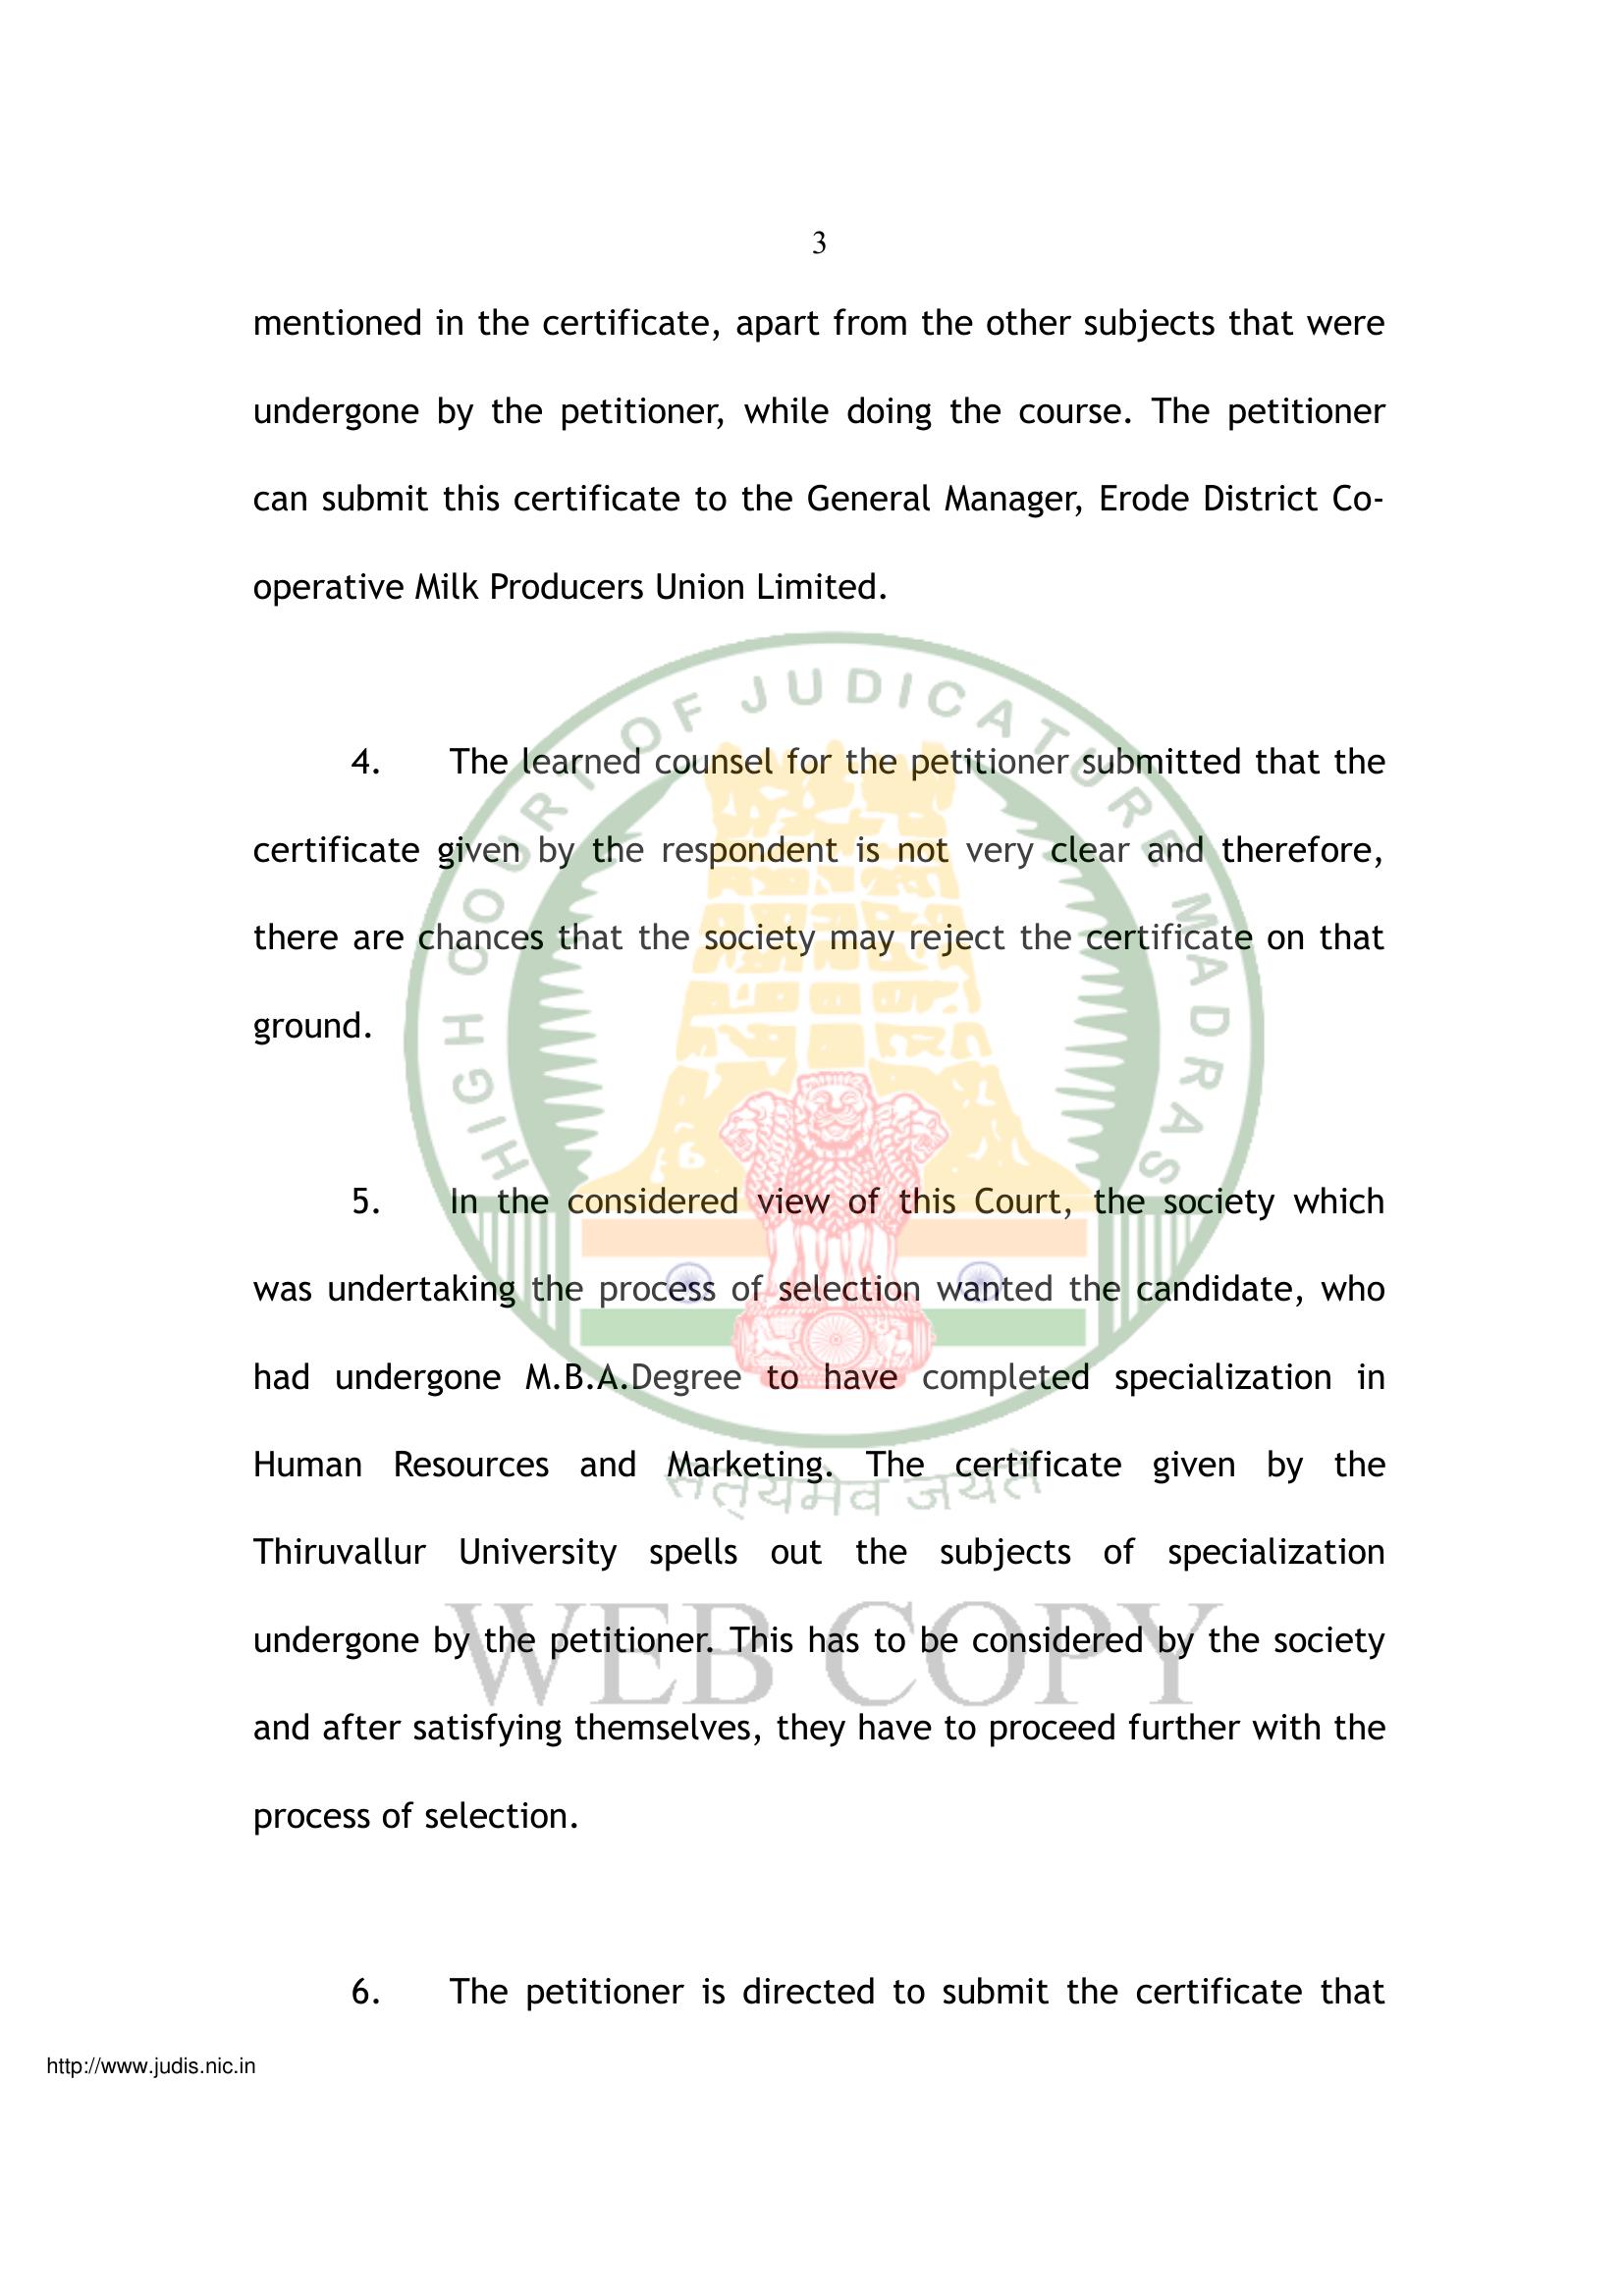 3
mentioned in the certificate, apart from the other subjects that were
undergone by the petitioner, while doing the course. The petitioner
can submit this certificate to the General Manager, Erode District Co-
operative Milk Producers Union Limited.
HIGH COURT OF JUDICATURE MADRAS
4. The learned counsel for the petitioner submitted that the
certificate given by the respondent is not very clear and therefore,
there are chances that the society may reject the certificate on that
ground.
5. In the considered view of this Court, the society which
was undertaking the process of selection wanted the candidate, who
had undergone M.B.A.Degree to have completed specialization in
Human Resources and Marketing. The certificate given by the
सत्यमेव जयते
Thiruvallur University spells out the subjects of specialization
WEB COPY
undergone by the petitioner. This has to be considered by the society
and after satisfying themselves, they have to proceed further with the
process of selection.
6. The petitioner is directed to submit the certificate that
http://www.judis.nic.in